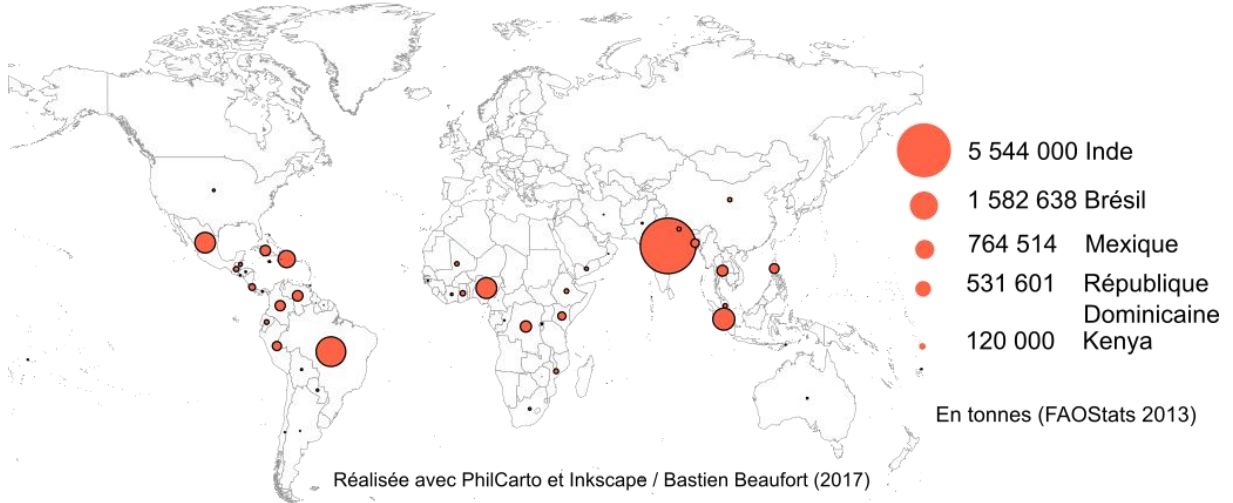 5 544 000 Inde
1 582 638 Brésil
764 514 Mexique
531 601 République
Dominicaine
120 000 Kenya
En tonnes (FAOStats 2013)
Réalisée avec PhilCarto et Inkscape / Bastien Beaufort (2017)